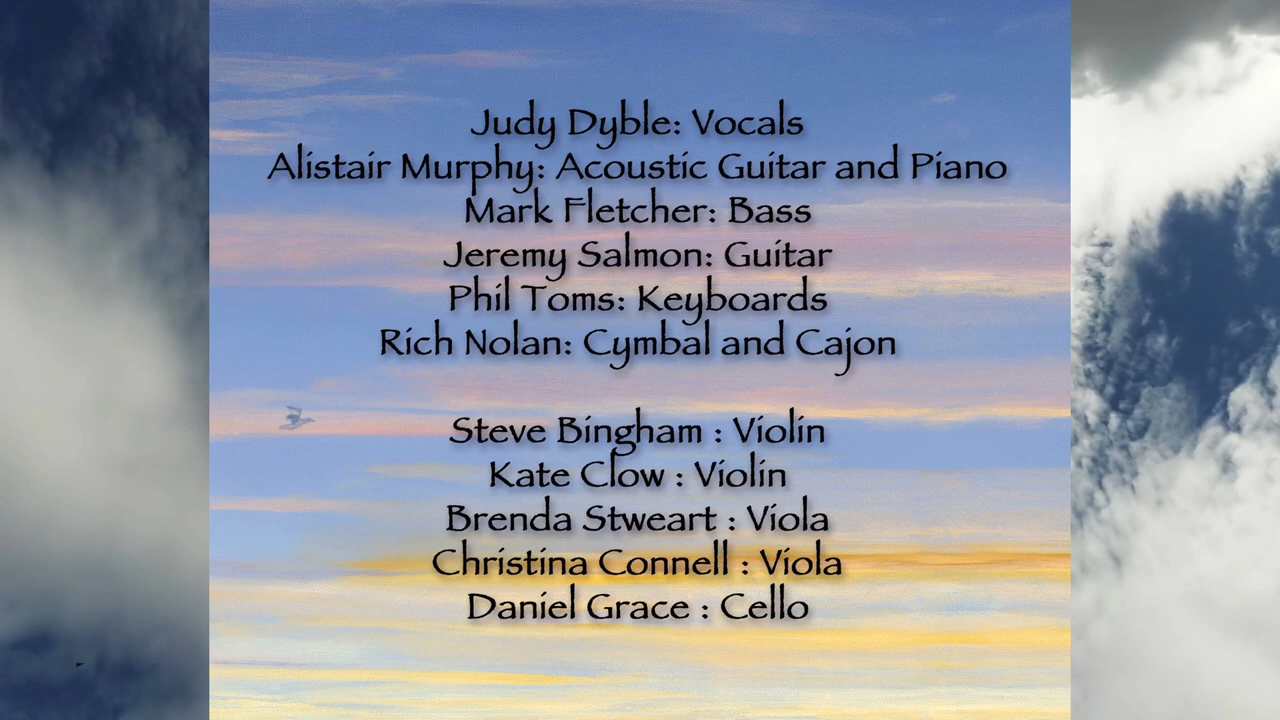 Judy Dyble: Vocals
Alistair Murphy: Acoustic Guitar and Piano
Mark Fletcher: Bass
Jeremy Salmon: Guitar
Phil Toms: Keyboards
Rich Nolan: Cymbal and Cajon
Steve Bingham : Violin
Kate Clow : Violin
Brenda Stweart : Viola
Christina Connell : Viola
Daniel Grace : Cello